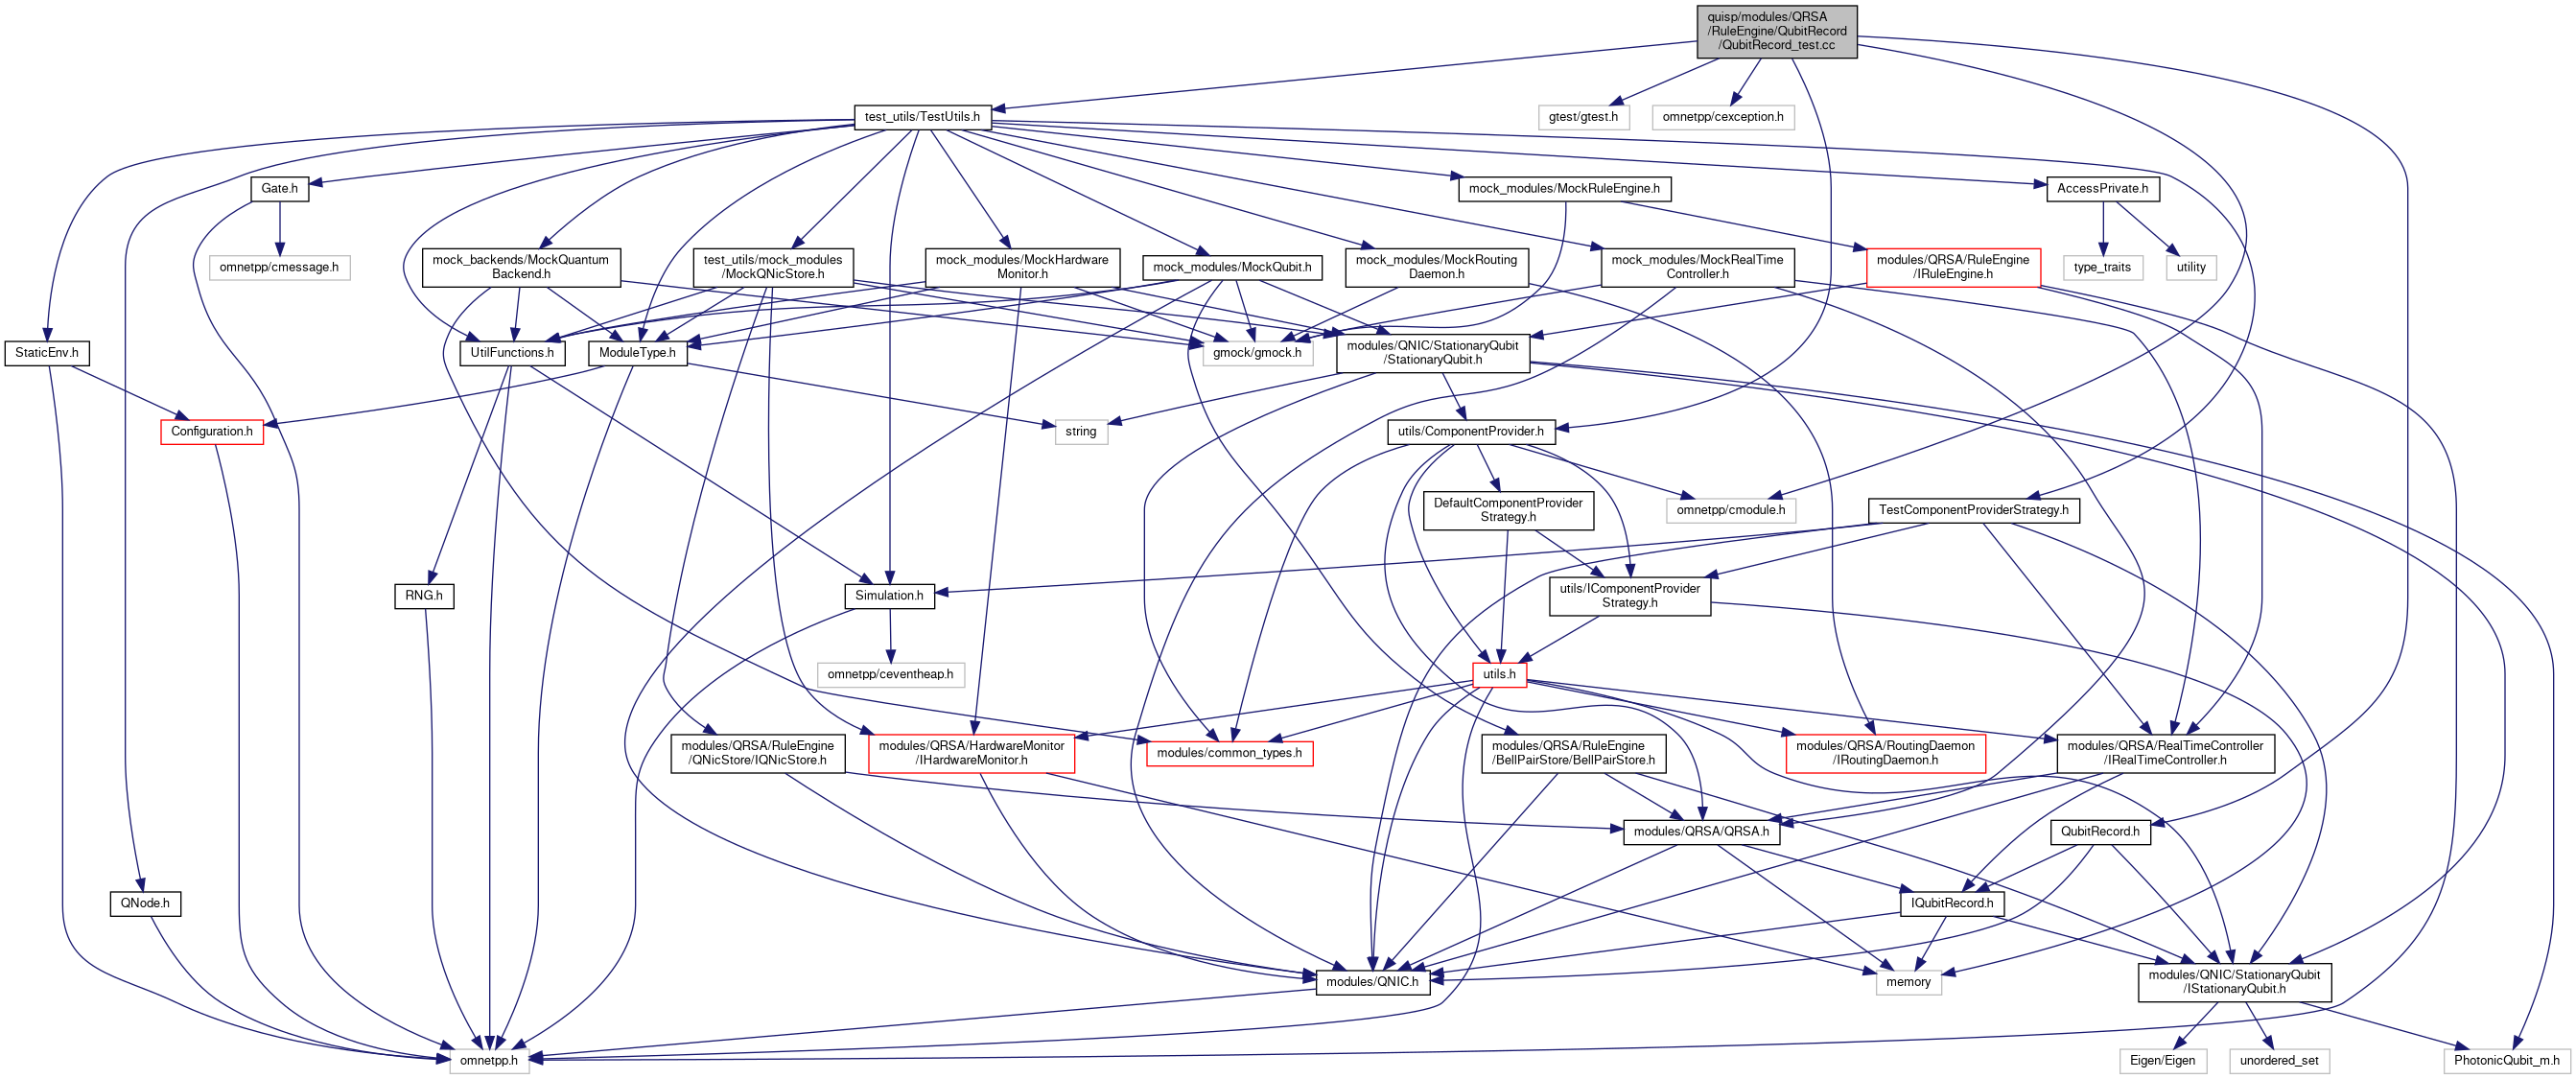 quisp/modules/QRSA
/RuleEngine/QubitRecord
/QubitRecord_test.cc
test_utils/TestUtils.h
gtest/gtest.h
omnetpp/cexception.h
Gate.h
mock_modules/MockRuleEngine.h
AccessPrivate.h
omnetpp/cmessage.h
mock_backends/MockQuantum
Backend.h
test_utils/mock_modules
/MockQNicStore.h
mock_modules/MockHardware
Monitor.h
mock_modules/MockQubit.h
mock_modules/MockRouting
Daemon.h
mock_modules/MockRealTime
Controller.h
modules/QRSA/RuleEngine
/IRuleEngine.h
type_traits
utility
StaticEnv.h
UtilFunctions.h
ModuleType.h
gmock/gmock.h
modules/QNIC/StationaryQubit
/StationaryQubit.h
Configuration.h
string
utils/ComponentProvider.h
DefaultComponentProvider
Strategy.h
omnetpp/cmodule.h
TestComponentProviderStrategy.h
RNG.h
Simulation.h
utils/IComponentProvider
Strategy.h
omnetpp/ceventheap.h
utils.h
modules/QRSA/RuleEngine
/QNicStore/IQNicStore.h
modules/QRSA/HardwareMonitor
/IHardwareMonitor.h
modules/common_types.h
modules/QRSA/RuleEngine
/BellPairStore/BellPairStore.h
modules/QRSA/RoutingDaemon
/IRoutingDaemon.h
modules/QRSA/RealTimeController
/IRealTimeController.h
modules/QRSA/QRSA.h
QubitRecord.h
QNode.h
IQubitRecord.h
modules/QNIC.h
memory
modules/QNIC/StationaryQubit
/IStationaryQubit.h
omnetpp.h
Eigen/Eigen
unordered_set
PhotonicQubit_m.h